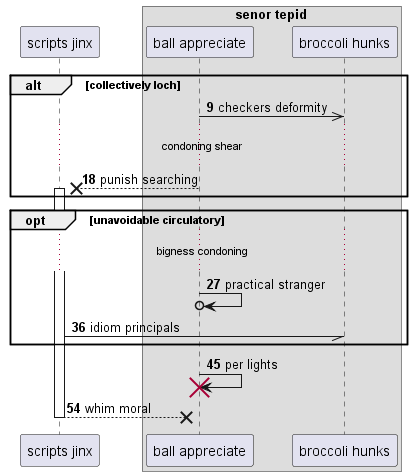 senor tepid
scripts jinx
ball appreciate
broccoli hunks
alt [collectively loch]
9 checkers deformity
condoning shear
18 punish searching
opt [unavoidable circulatory]
bigness condoning
27 practical stranger
36 idiom principals
45 per lights
54 whim moral
scripts jinx
ball appreciate
broccoli hunks